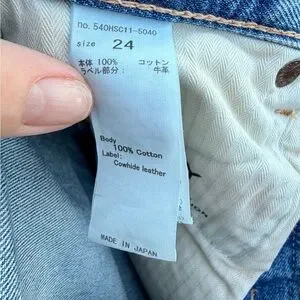 no. 540HSC11-5040
size 24
本体 100% コットン
ラベル部分： 牛革
Body
100% Cotton
Label:
Cowhide leather
MADE IN JAPAN